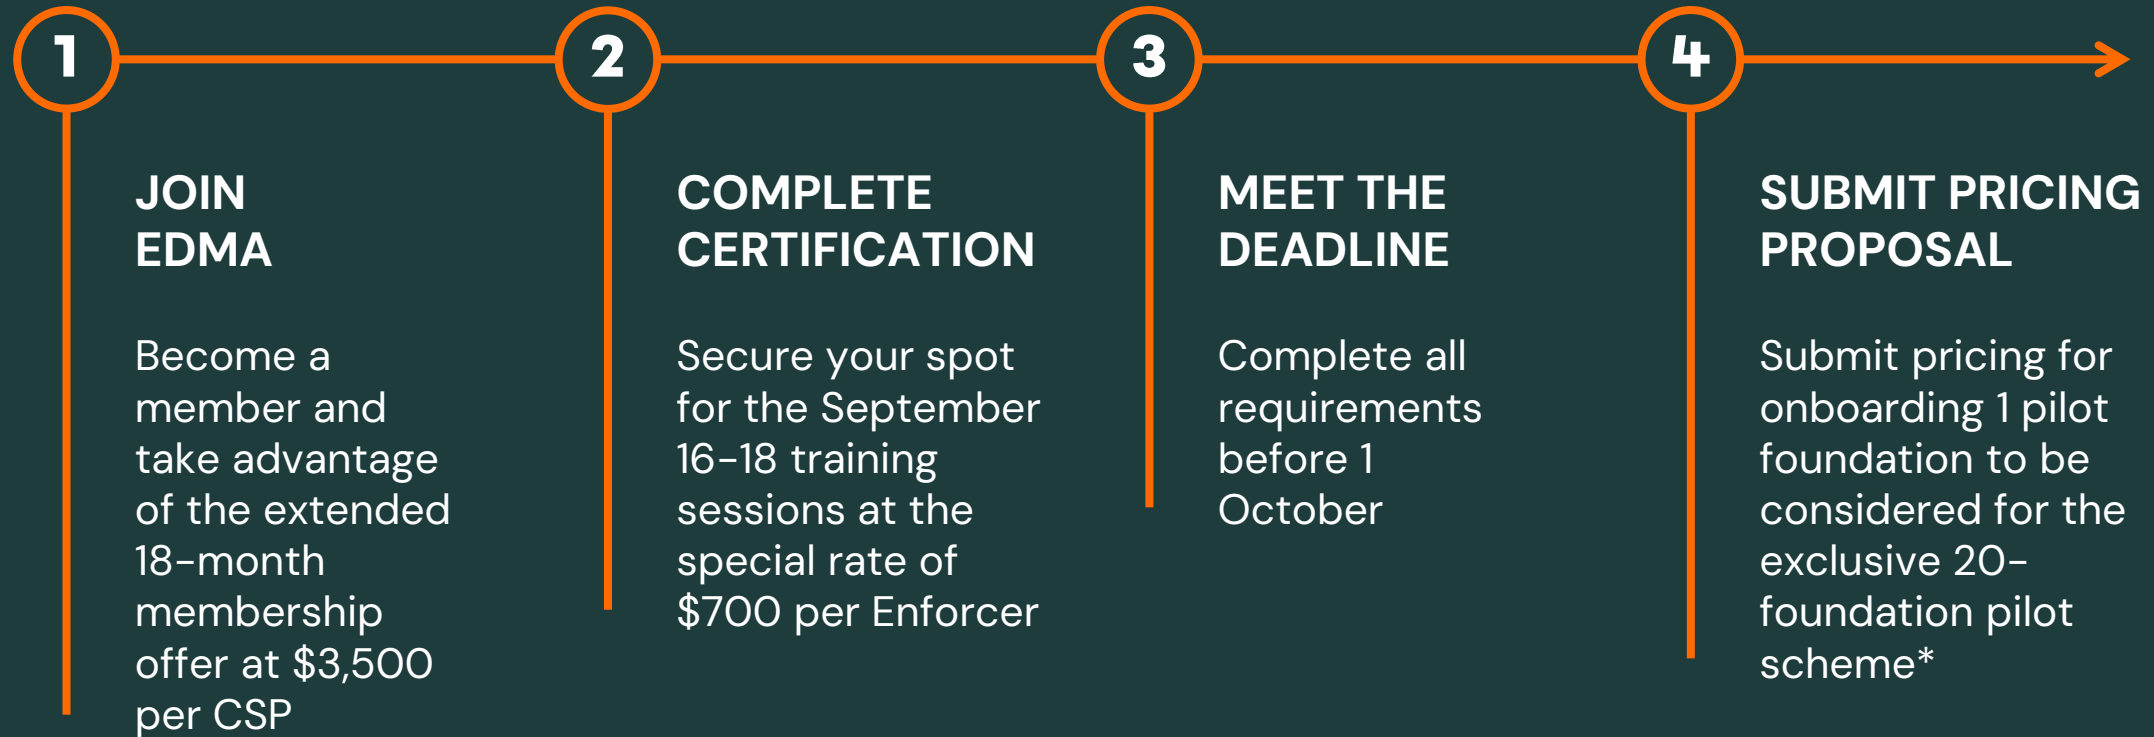 1
2
3
4
JOIN
EDMA
Become a
member and
take advantage
of the extended
18-month
membership
offer at $3,500
per CSP
COMPLETE
CERTIFICATION
Secure your spot
for the September
16-18 training
sessions at the
special rate of
$700 per Enforcer
MEET THE
DEADLINE
Complete all
requirements
before 1
October
SUBMIT PRICING
PROPOSAL
Submit pricing for
onboarding 1 pilot
foundation to be
considered for the
exclusive 20-
foundation pilot
scheme*